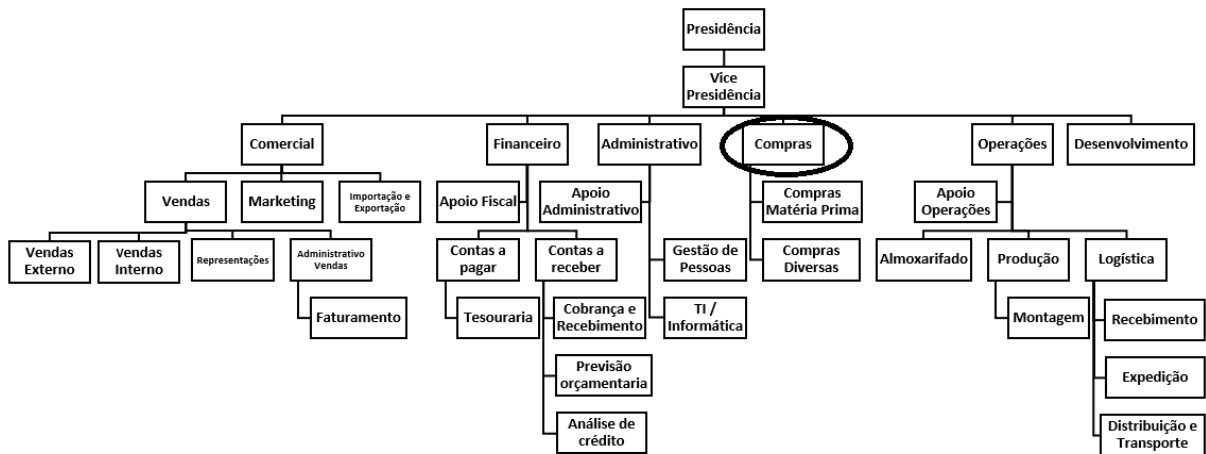 Presidência
Vice
Presidência
Comercial
Financeiro
Administrativo
Compras
Operações
Desenvolvimento
Vendas
Marketing
Importação e
Exportação
Apoio Fiscal
Apoio
Administrativo
Compras
Matéria Prima
Apoio
Operações
Vendas
Externo
Vendas
Interno
Representações
Administrativo
Vendas
Contas a
pagar
Contas a
receber
Gestão de
Pessoas
Compras
Diversas
Almoxarifado
Produção
Logística
Faturamento
Tesouraria
Cobrança e
Recebimento
TI /
Informática
Montagem
Recebimento
Previsão
orçamentaria
Expedição
Análise de
crédito
Distribuição e
Transporte